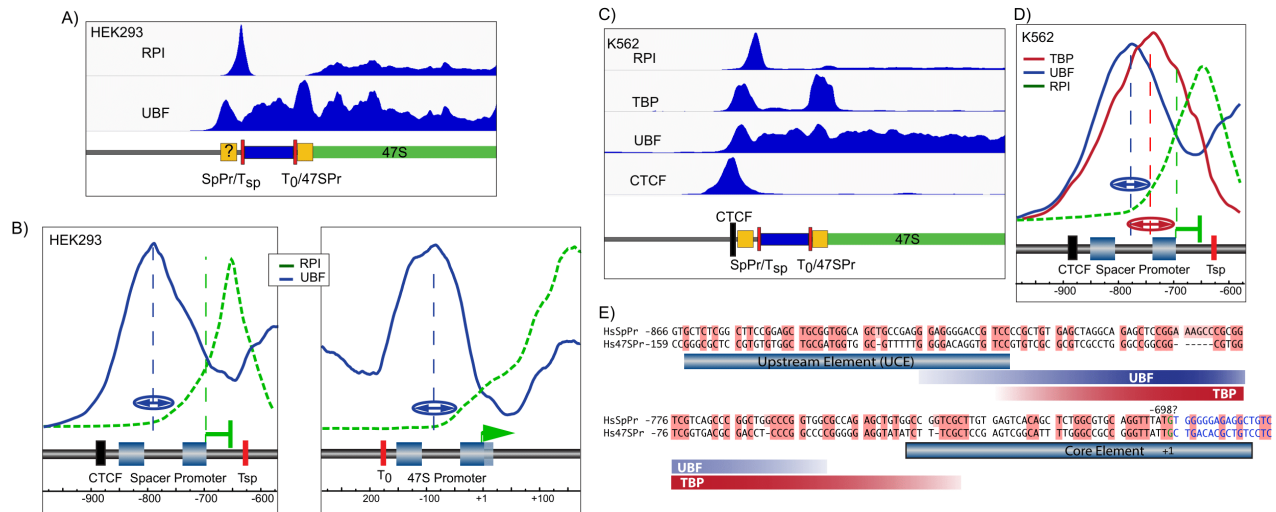 A)
HEK293
RPI
UBF
?
47S
SpPr/Tsp
T0/47SPr
B)
HEK293
RPI
UBF
CTCF Spacer Promoter Tsp
-900 -800 -700 -600
T0 47S Promoter
200 -100 +1 +100
C)
K562
RPI
TBP
UBF
CTCF
CTCF
47S
SpPr/Tsp
T0/47SPr
D)
K562
TBP
UBF
RPI
CTCF Spacer Promoter Tsp
-900 -800 -700 -600
E)
HsSpPr -866 GTGCTCTCGG CTTCCGGAGC TGCGGTGGCA GCTGCCGAGG GAGGGGACCG TCCCCGCTGT GAGCTAGGCA GAGCTCCGGA AAGCCCGCGG
Hs47SPr-159 CCGGGCGCTC CGTGTGTGGC TGCGATGGTG GC-GTTTTTG GGGACAGGTG TCCGTGTCGC GCGTCGCCTG GGCCGGCGG- -----CGTGG
Upstream Element (UCE)
UBF
TBP
-698?
HsSpPr -776 TCGTCAGCCC GGCTGGCCCG GTGGCGCCAG AGCTGTGGCC GGTCGCTTGT GAGTCACAGC TCTGGCGTGC AGGTTTATGT GGGGGAGAGGCTGTC
Hs47SPr -76 TCGGTGACGC GACCT-CCCG GCCCCGGGGG AGGTATATCT T-TCGCTCCG AGTCGGCATT TTGGGCCGCC GGGTTATTGC TGACACGCTGTCCTC
Core Element
+1
UBF
TBP